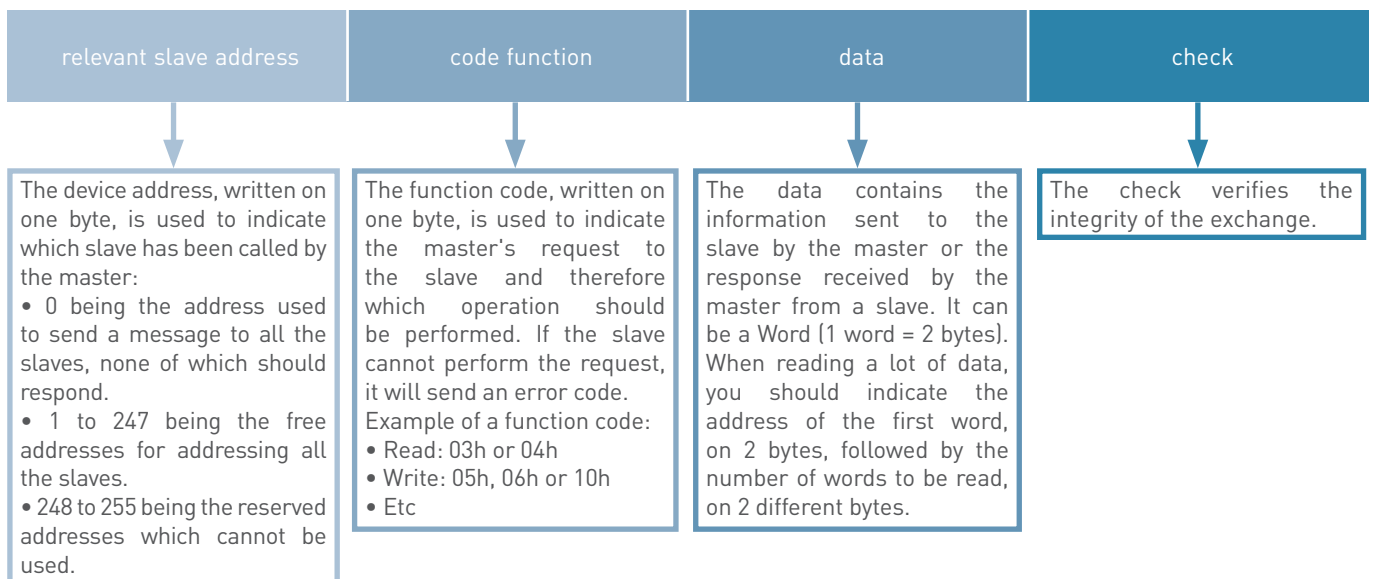 relevant slave address
code function
data
check
The device address, written on
one byte, is used to indicate
which slave has been called by
the master:
• 0 being the address used
to send a message to all the
slaves, none of which should
respond.
• 1 to 247 being the free
addresses for addressing all
the slaves.
• 248 to 255 being the reserved
addresses which cannot be
used.
The function code, written on
one byte, is used to indicate
the master's request to
the slave and therefore
which operation should
be performed. If the slave
cannot perform the request,
it will send an error code.
Example of a function code:
• Read: 03h or 04h
• Write: 05h, 06h or 10h
• Etc
The data contains the
information sent to the
slave by the master or the
response received by the
master from a slave. It can
be a Word (1 word = 2 bytes).
When reading a lot of data,
you should indicate the
address of the first word,
on 2 bytes, followed by the
number of words to be read,
on 2 different bytes.
The check verifies the
integrity of the exchange.